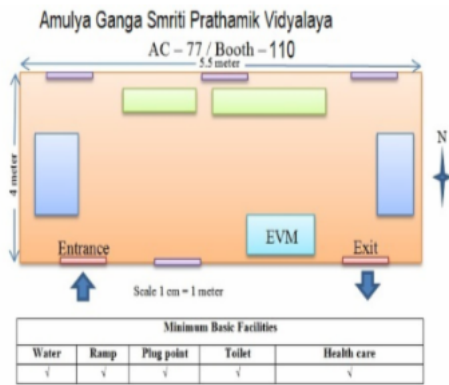 Amulya Ganga Smriti Prathamik Vidyalaya
AC – 77 / Booth – 110
5.5 meter
4 meter
N
EVM
Entrance
Exit
Scale 1 cm = 1 meter
Minimum Basic Facilities
Water Ramp Plug point Toilet Health care
√ √ √ √ √